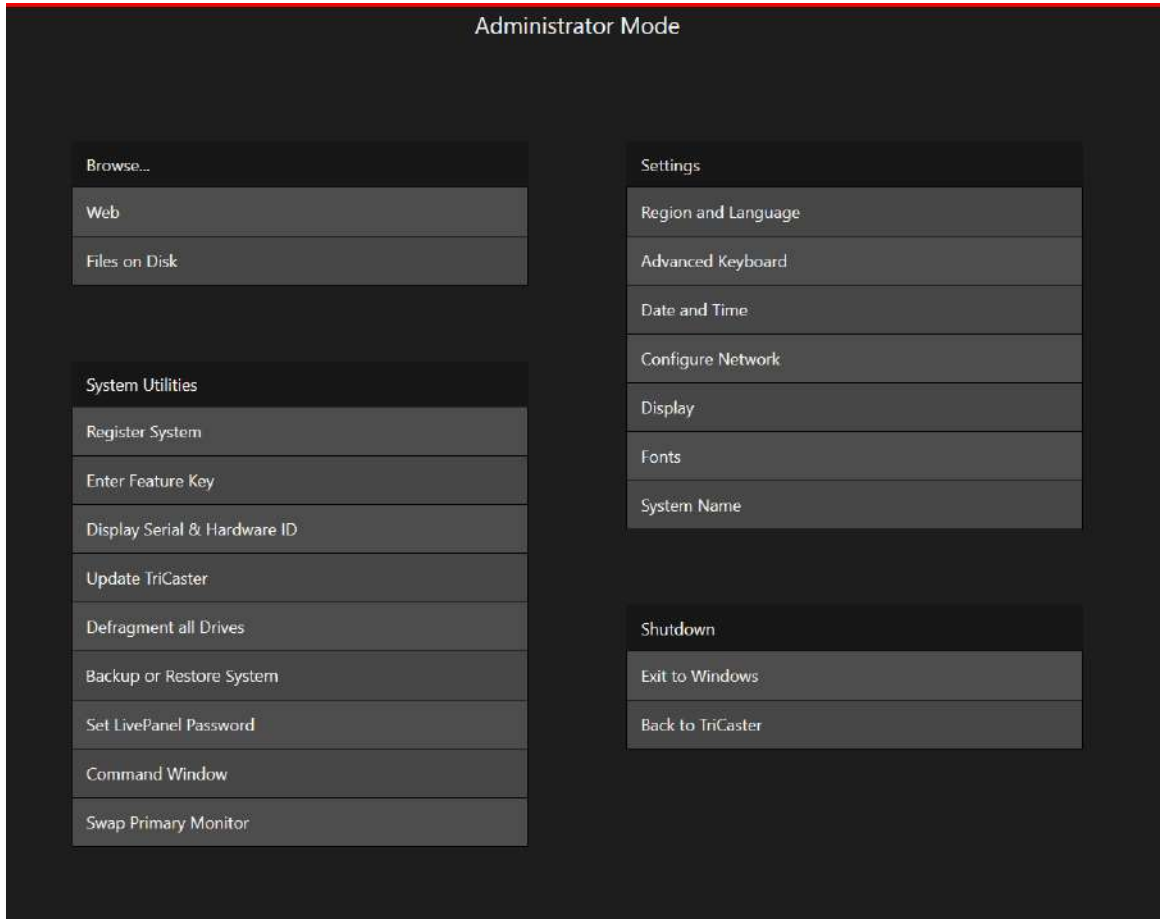 Administrator Mode
Browse...
Web
Files on Disk
System Utilities
Register System
Enter Feature Key
Display Serial & Hardware ID
Update TriCaster
Defragment all Drives
Backup or Restore System
Set LivePanel Password
Command Window
Swap Primary Monitor
Settings
Region and Language
Advanced Keyboard
Date and Time
Configure Network
Display
Fonts
System Name
Shutdown
Exit to Windows
Back to TriCaster